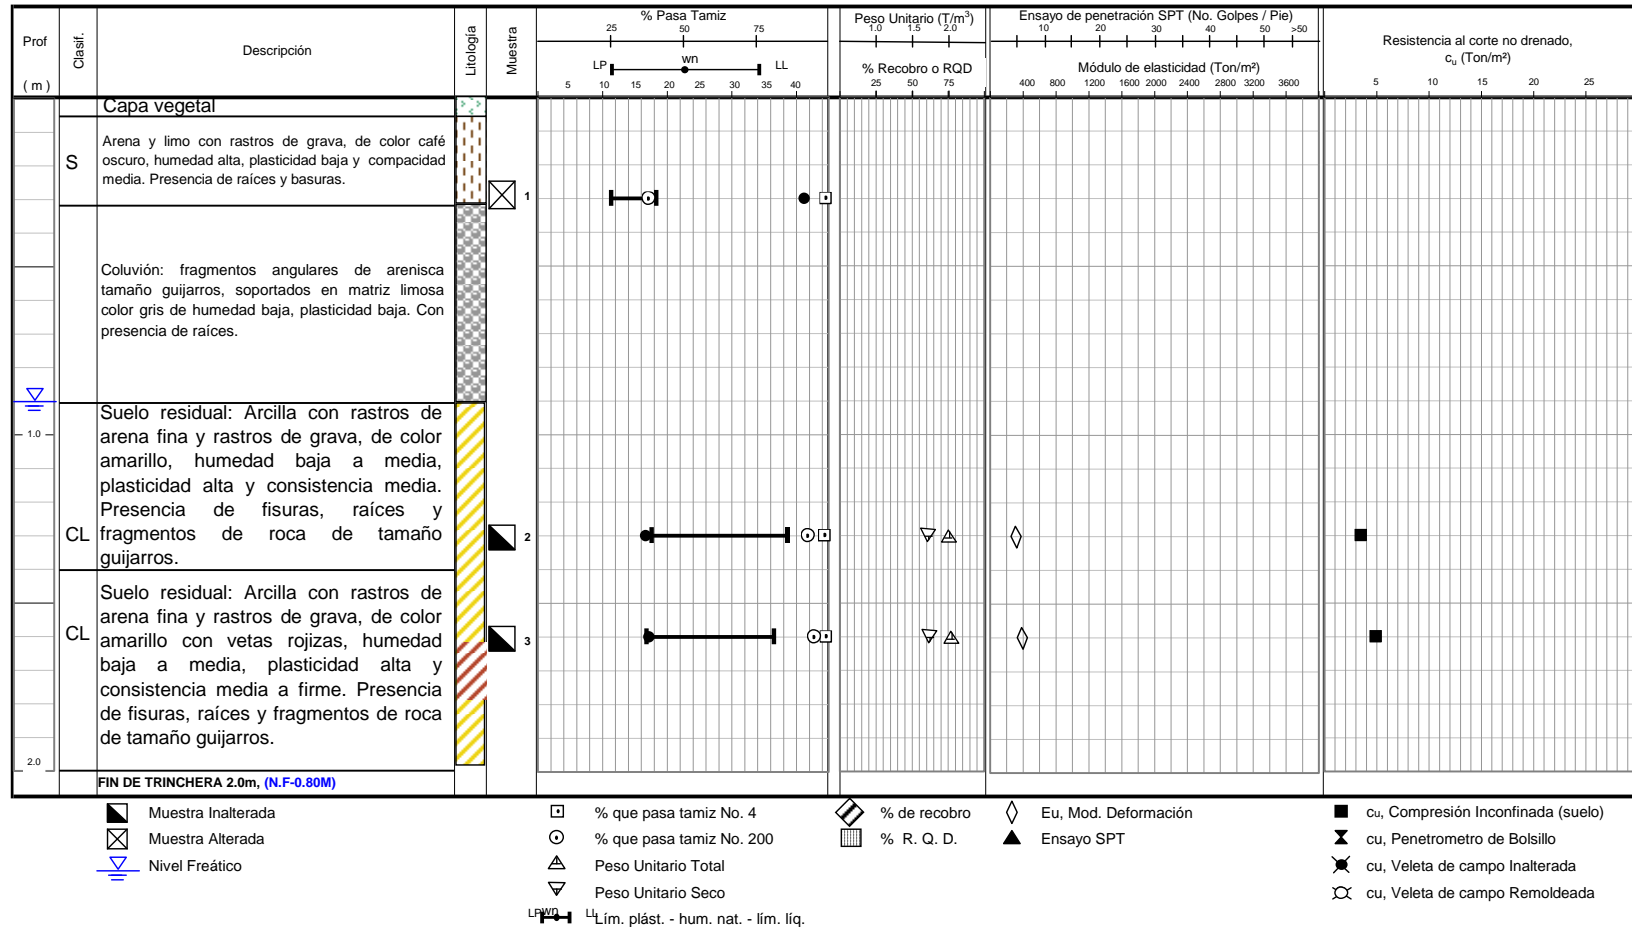 % Pasa Tamiz
Peso Unitario (T/m³)
Ensayo de penetración SPT (No. Golpes / Pie)
25 50 75
1.0 1.5 2.0
10 20 30 40 50 >50
Prof
( m )
Clasif.
Descripción
Litología
Muestra
LP wn LL
% Recobro o RQD
Módulo de elasticidad (Ton/m²)
Resistencia al corte no drenado,
cu (Ton/m²)
5 10 15 20 25 30 35 40
25 50 75
400 800 1200 1600 2000 2400 2800 3200 3600
5 10 15 20 25
Capa vegetal
S
Arena y limo con rastros de grava, de color café
oscuro, humedad alta, plasticidad baja y compacidad
media. Presencia de raíces y basuras.
1
Coluvión: fragmentos angulares de arenisca
tamaño guijarros, soportados en matriz limosa
color gris de humedad baja, plasticidad baja. Con
presencia de raíces.
1.0
Suelo residual: Arcilla con rastros de
arena fina y rastros de grava, de color
amarillo, humedad baja a media,
plasticidad alta y consistencia media.
Presencia de fisuras, raíces y
fragmentos de roca de tamaño
guijarros.
CL
2
Suelo residual: Arcilla con rastros de
arena fina y rastros de grava, de color
amarillo con vetas rojizas, humedad
baja a media, plasticidad alta y
consistencia media a firme. Presencia
de fisuras, raíces y fragmentos de roca
de tamaño guijarros.
CL
3
2.0
FIN DE TRINCHERA 2.0m, (N.F-0.80M)
Muestra Inalterada
Muestra Alterada
Nivel Freático
% que pasa tamiz No. 4
% que pasa tamiz No. 200
Peso Unitario Total
Peso Unitario Seco
LP wn LL Lím. plást. - hum. nat. - lím. líq.
% de recobro
% R. Q. D.
Eu, Mod. Deformación
Ensayo SPT
cu, Compresión Inconfinada (suelo)
cu, Penetrometro de Bolsillo
cu, Veleta de campo Inalterada
cu, Veleta de campo Remoldeada